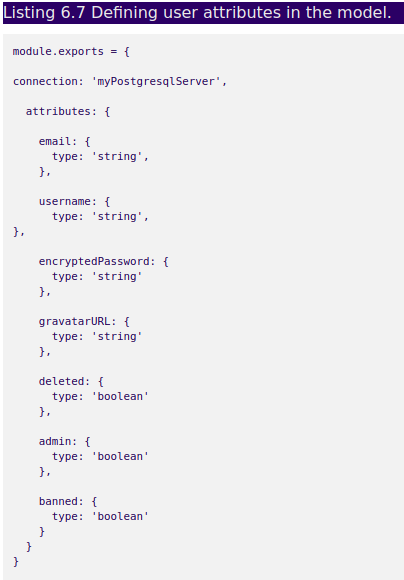 Listing 6.7 Defining user attributes in the model.
module.exports = {
connection: 'myPostgresqlServer',
  attributes: {
    email: {
      type: 'string',
    },
    username: {
      type: 'string',
},
    encryptedPassword: {
      type: 'string'
    },
    gravatarURL: {
      type: 'string'
    },
    deleted: {
      type: 'boolean'
    },
    admin: {
      type: 'boolean'
    },
    banned: {
      type: 'boolean'
    }
  }
}